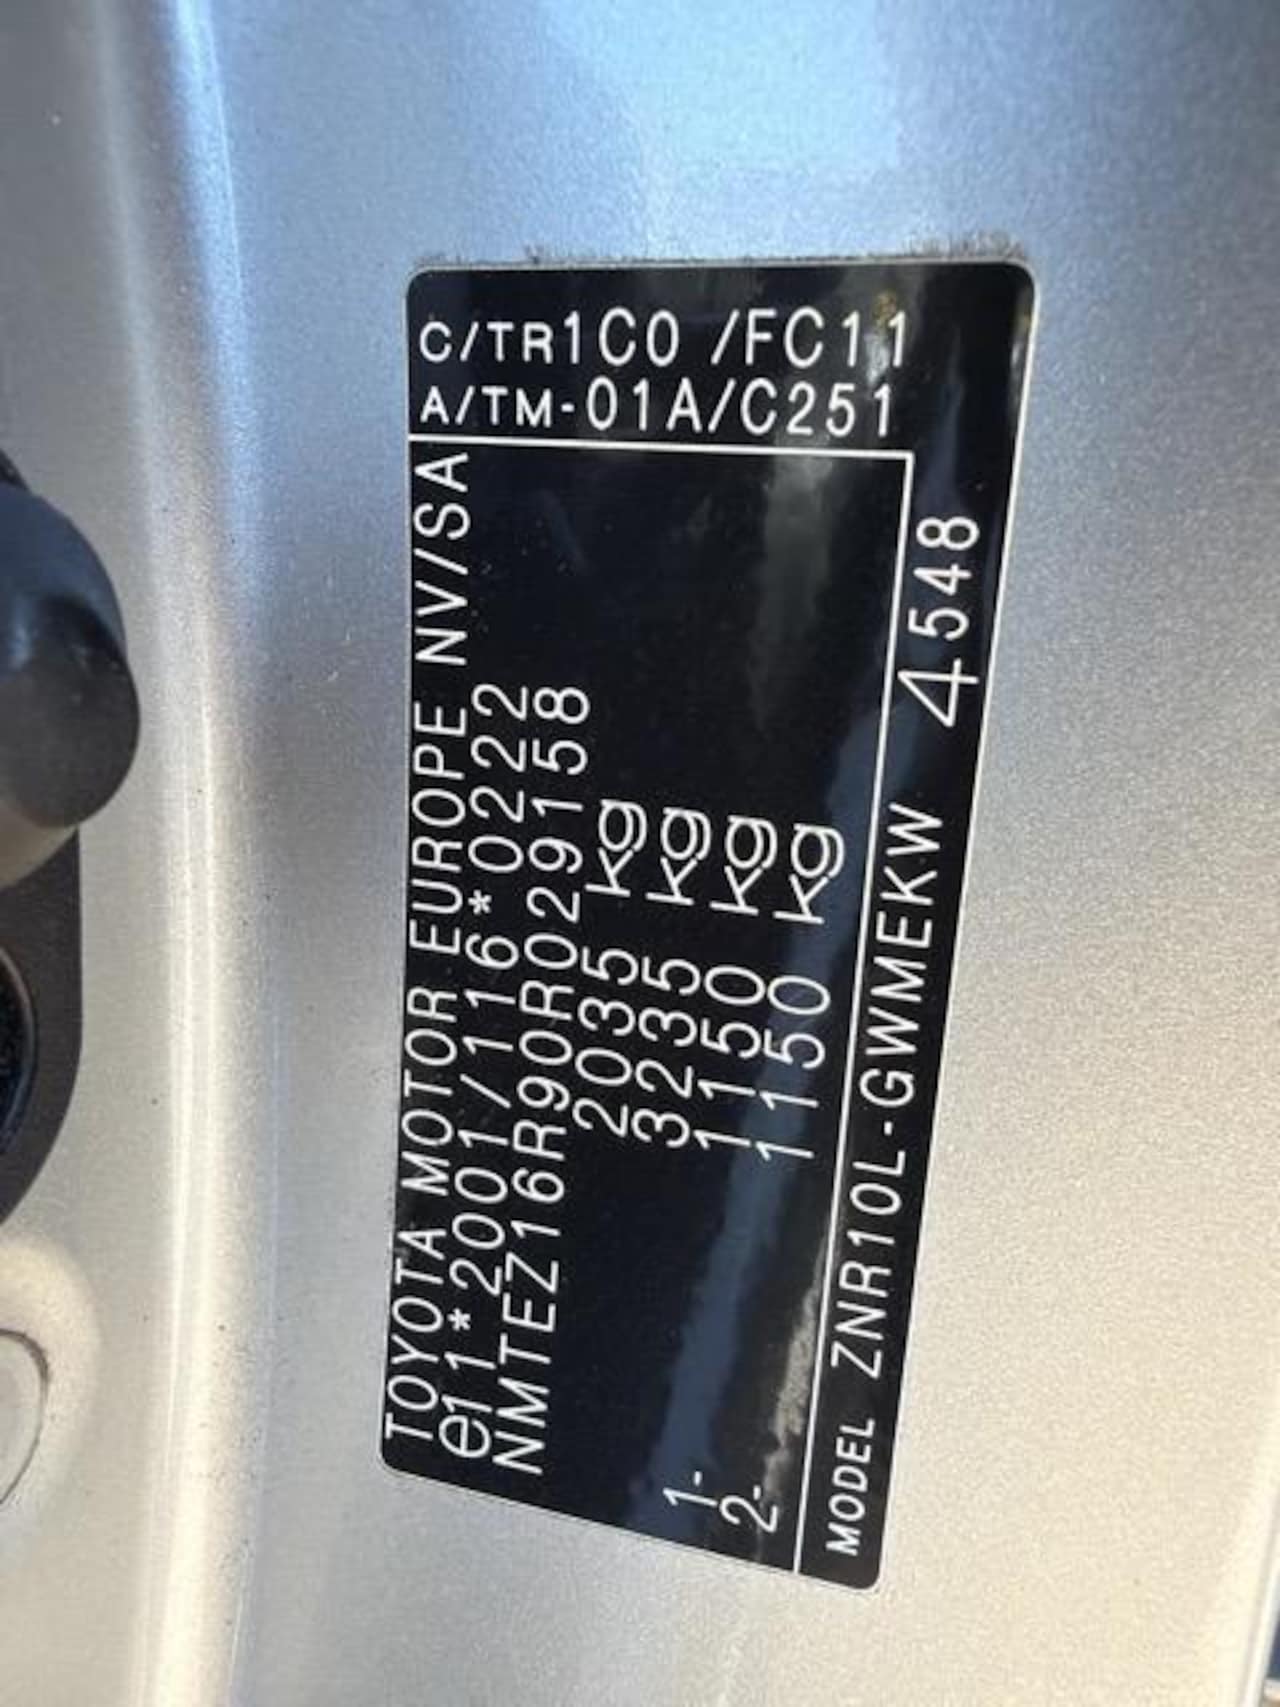 C/TR1C0 /FC11
A/TM-01A/C251
TOYOTA MOTOR EUROPE NV/SA
e11*2001/116*0222
NMTEZ16R90R029158
2035 kg
3235 kg
1- 1150 kg
2- 1150 kg
MODEL ZNR10L-GWMEKW 4548